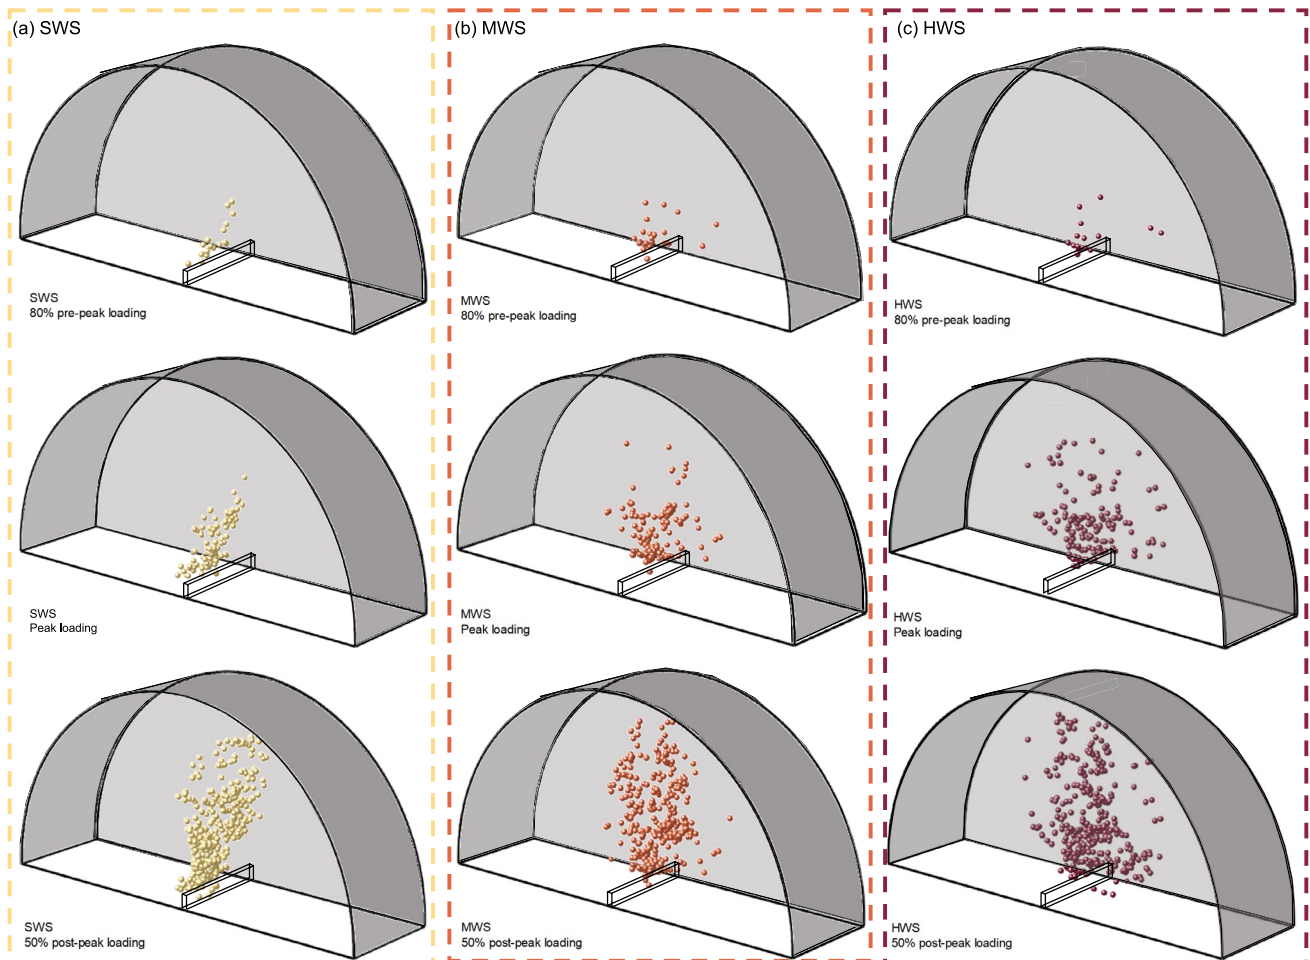 (a) SWS
(b) MWS
(c) HWS
SWS
80% pre-peak loading
MWS
80% pre-peak loading
HWS
80% pre-peak loading
SWS
Peak loading
MWS
Peak loading
HWS
Peak loading
SWS
50% post-peak loading
MWS
50% post-peak loading
HWS
50% post-peak loading